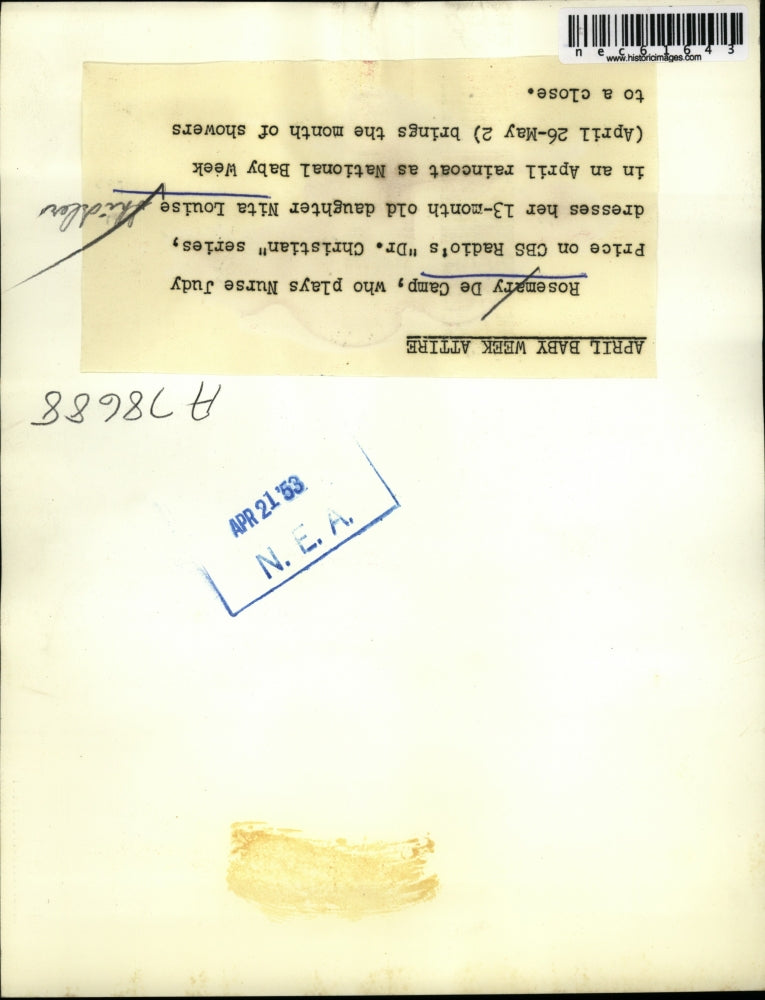 nec61643
www.historicimages.com
APRIL BABY WEEK ATTIRE
Rosemary De Camp, who plays Nurse Judy
Price on CBS Radio's "Dr. Christian" series,
dresses her 13-month old daughter Nita Louise
in an April raincoat as National Baby Week
(April 26-May 2) brings the month of showers
to a close.
A78688
APR 21 '53
N. E. A.